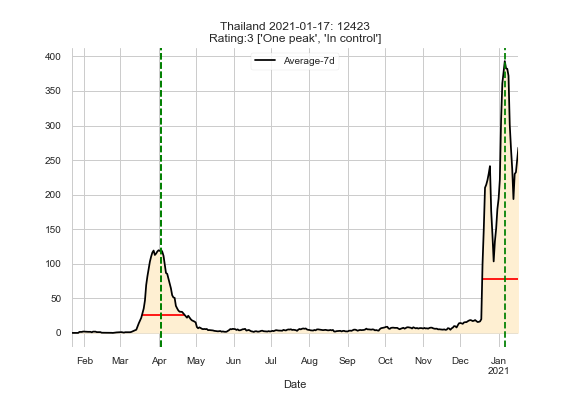 Thailand 2021-01-17: 12423
Rating:3 ['One peak', 'In control']
Average-7d
400
350
300
250
200
150
100
50
0
Feb Mar Apr May Jun Jul Aug Sep Oct Nov Dec Jan
2021
Date